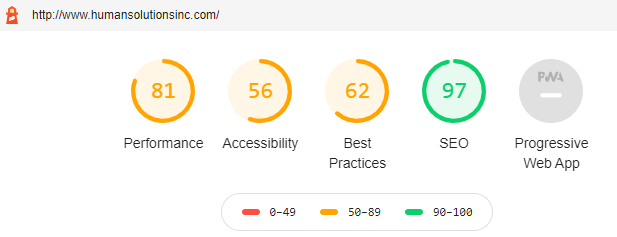 http://www.humansolutionsinc.com/
81 56 62 97 PWA
Performance Accessibility Best Practices SEO Progressive Web App
0–49 50–89 90–100